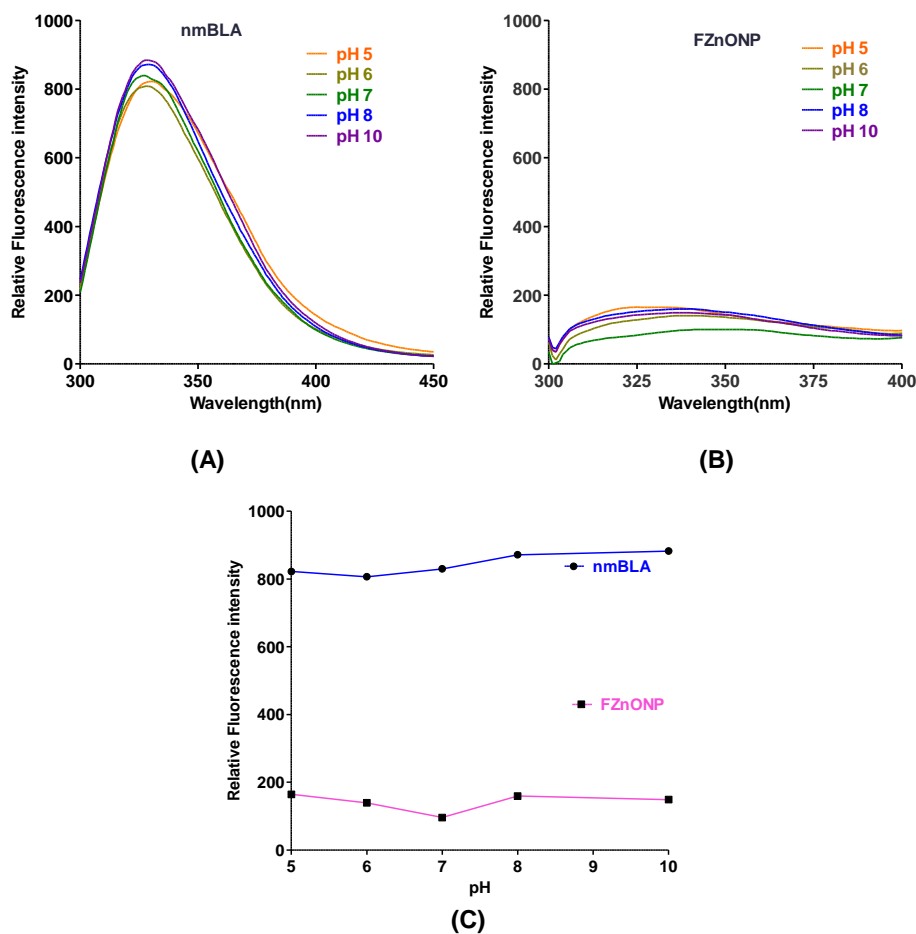 nmBLA
pH 5
pH 6
pH 7
pH 8
pH 10
Relative Fluorescence intensity
1000
800
600
400
200
0
300
350
400
450
Wavelength(nm)
(A)
FZnONP
pH 5
pH 6
pH 7
pH 8
pH 10
Relative Fluorescence intensity
1000
800
600
400
200
0
300
325
350
375
400
Wavelength(nm)
(B)
Relative Fluorescence intensity
1000
800
600
400
200
0
nmBLA
FZnONP
5
6
7
8
9
10
pH
(C)